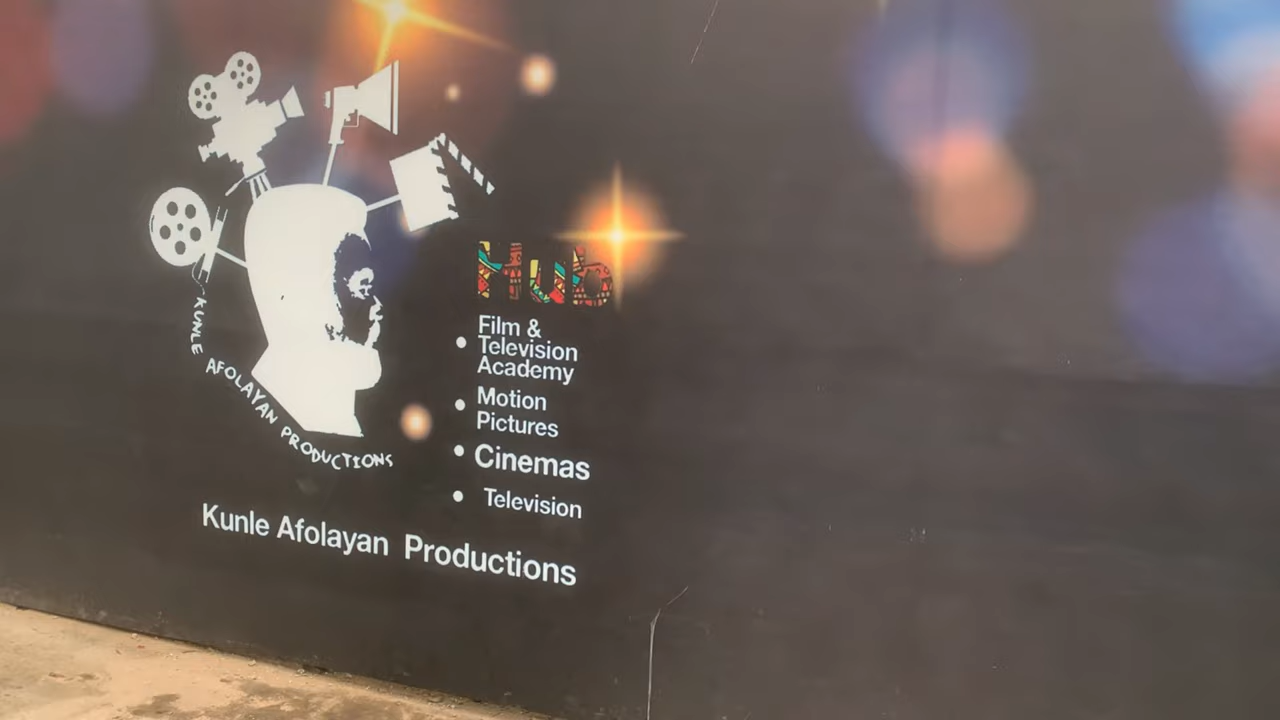 KUNLE AFOLAYAN PRODUCTIONS
Hub
Film &
Television
Academy
Motion
Pictures
Cinemas
Television
Kunle Afolayan Productions